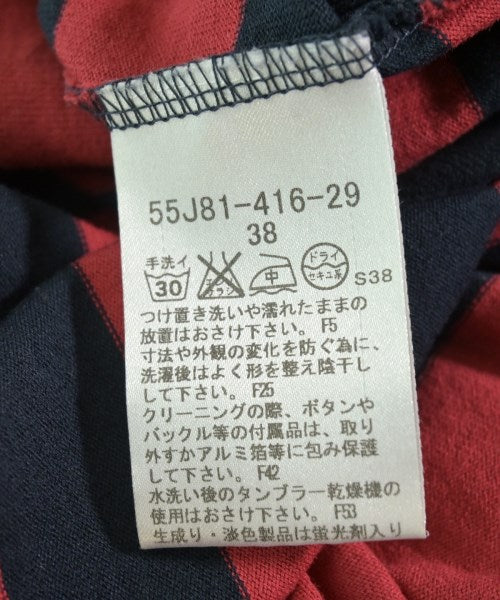 55J81-416-29
38
手洗イ ドライ
30 エンソサラシ 中 セキユ系 S38
つけ置き洗いや濡れたままの
放置はおさけ下さい。 F5
寸法や外観の変化を防ぐ為に、
洗濯後はよく形を整え陰干し
して下さい。 F25
クリーニングの際、ボタンや
バックル等の付属品は、取り
外すかアルミ箔等に包み保護
して下さい。 F42
水洗い後のタンブラー乾燥機の
使用はおさけ下さい。 F53
生成り・淡色製品は蛍光剤入り